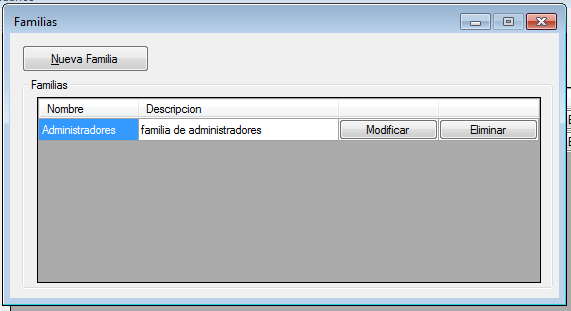 Familias
Nueva Familia
Familias
Nombre Descripcion
Administradores familia de administradores Modificar Eliminar